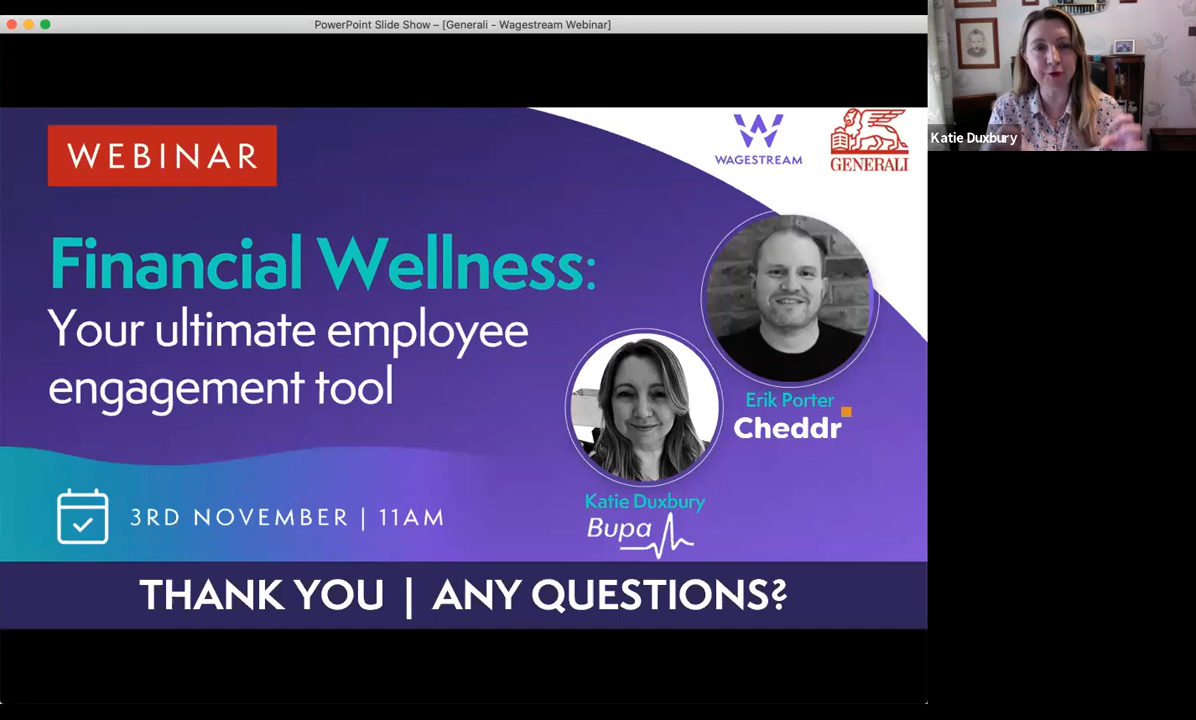 PowerPoint Slide Show – [Generali - Wagestream Webinar]
Katie Duxbury
WEBINAR
WAGESTREAM
GENERALI
Financial Wellness:
Your ultimate employee
engagement tool
Erik Porter
Cheddr
Katie Duxbury
Bupa
3RD NOVEMBER | 11AM
THANK YOU | ANY QUESTIONS?